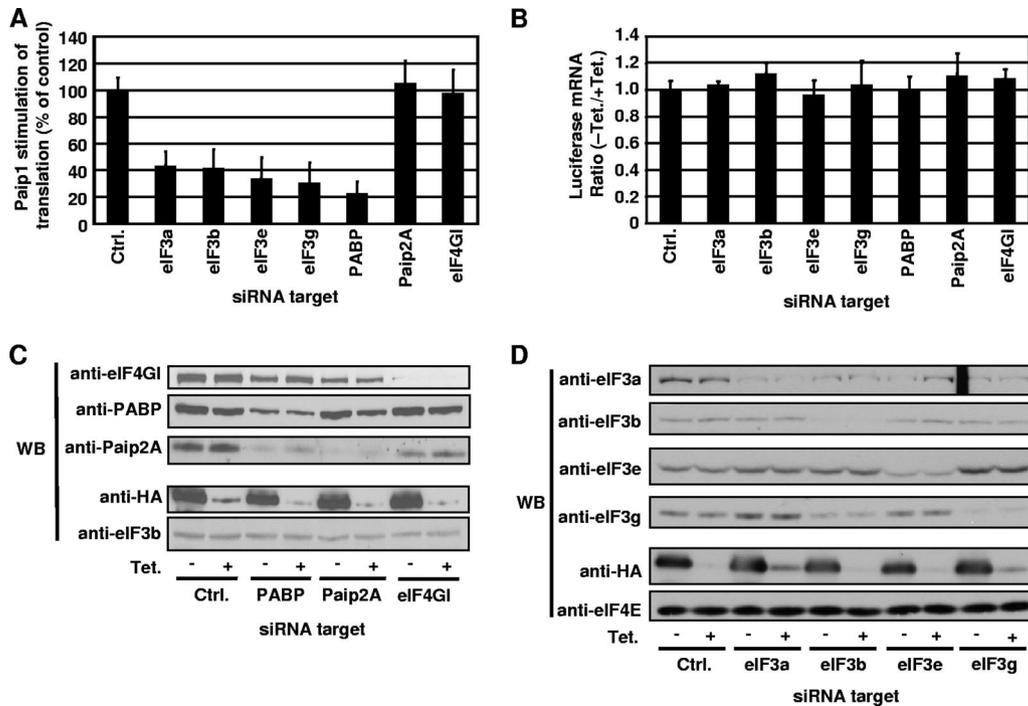 A
Paip1 stimulation of
translation (% of control)
140
120
100
80
60
40
20
0
Ctrl.
eIF3a
eIF3b
eIF3e
eIF3g
PABP
Paip2A
eIF4GI
siRNA target
B
Luciferase mRNA
Ratio (–Tet./+Tet.)
1.4
1.2
1.0
0.8
0.6
0.4
0.2
0
Ctrl.
eIF3a
eIF3b
eIF3e
eIF3g
PABP
Paip2A
eIF4GI
siRNA target
C
WB
anti-eIF4GI
anti-PABP
anti-Paip2A
anti-HA
anti-eIF3b
Tet. - + - + - + - +
Ctrl. PABP Paip2A eIF4GI
siRNA target
D
WB
anti-eIF3a
anti-eIF3b
anti-eIF3e
anti-eIF3g
anti-HA
anti-eIF4E
Tet. - + - + - + - + - +
Ctrl. eIF3a eIF3b eIF3e eIF3g
siRNA target